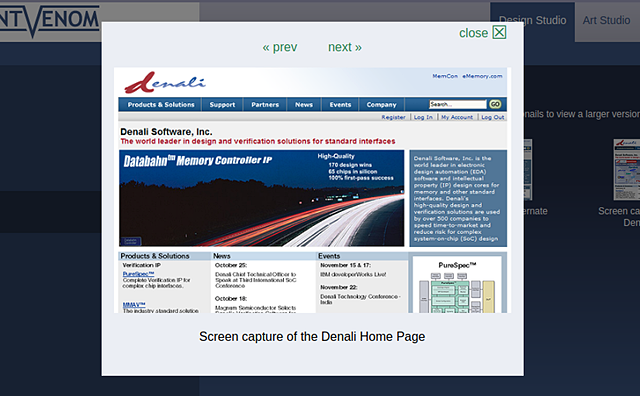 NTVENOM
Design Studio
Art Studio
close
« prev
next »
denali
MemCon
eMemory.com
Products & Solutions
Support
Partners
News
Events
Company
Search...
GO
Register | Log In | My Account | Log Out
Denali Software, Inc.
The world leader in design and verification solutions for standard interfaces
Databahn™ Memory Controller IP
High-Quality
170 design wins
65 chips in silicon
100% first-pass success
Denali Software, Inc. is the
world leader in electronic
design automation (EDA)
software and intellectual
property (IP) design cores for
memory and other standard
interfaces. Denali's
high-quality design and
verification solutions are used
by over 500 companies to
speed time-to-market and
reduce risk for complex
system-on-chip (SoC) design
nails to view a larger version
ernate
Screen ca
Den
Products & Solutions
Verification IP
PureSpec™
Complete Verification IP for
complex chip interfaces.
MMAV™
The industry standard solution
News
October 25:
Denali Chief Technical Officer to
Speak at Third International SoC
Conference
October 18:
Magnum Semiconductor Selects
Events
November 15 & 17:
IBM developerWorks Live!
November 22:
Denali Technology Conference -
India
PureSpec™
Screen capture of the Denali Home Page